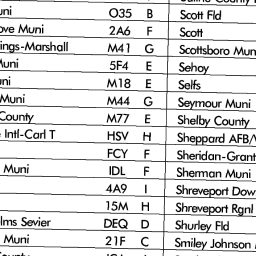 uni O35 B Scott Fld
ove Muni 2A6 F Scott
ings-Marshall M41 G Scottsboro Mun
Muni 5F4 E Sehoy
uni M18 E Selfs
Muni M44 G Seymour Muni
County M77 E Shelby County
Intl-Carl T HSV H Sheppard AFB/
FCY F Sheridan-Grant
Muni IDL F Sherman Muni
4A9 I Shreveport Dow
15M H Shreveport Rgnl
lms Sevier DEQ D Shurley Fld
Muni 21F C Smiley Johnson